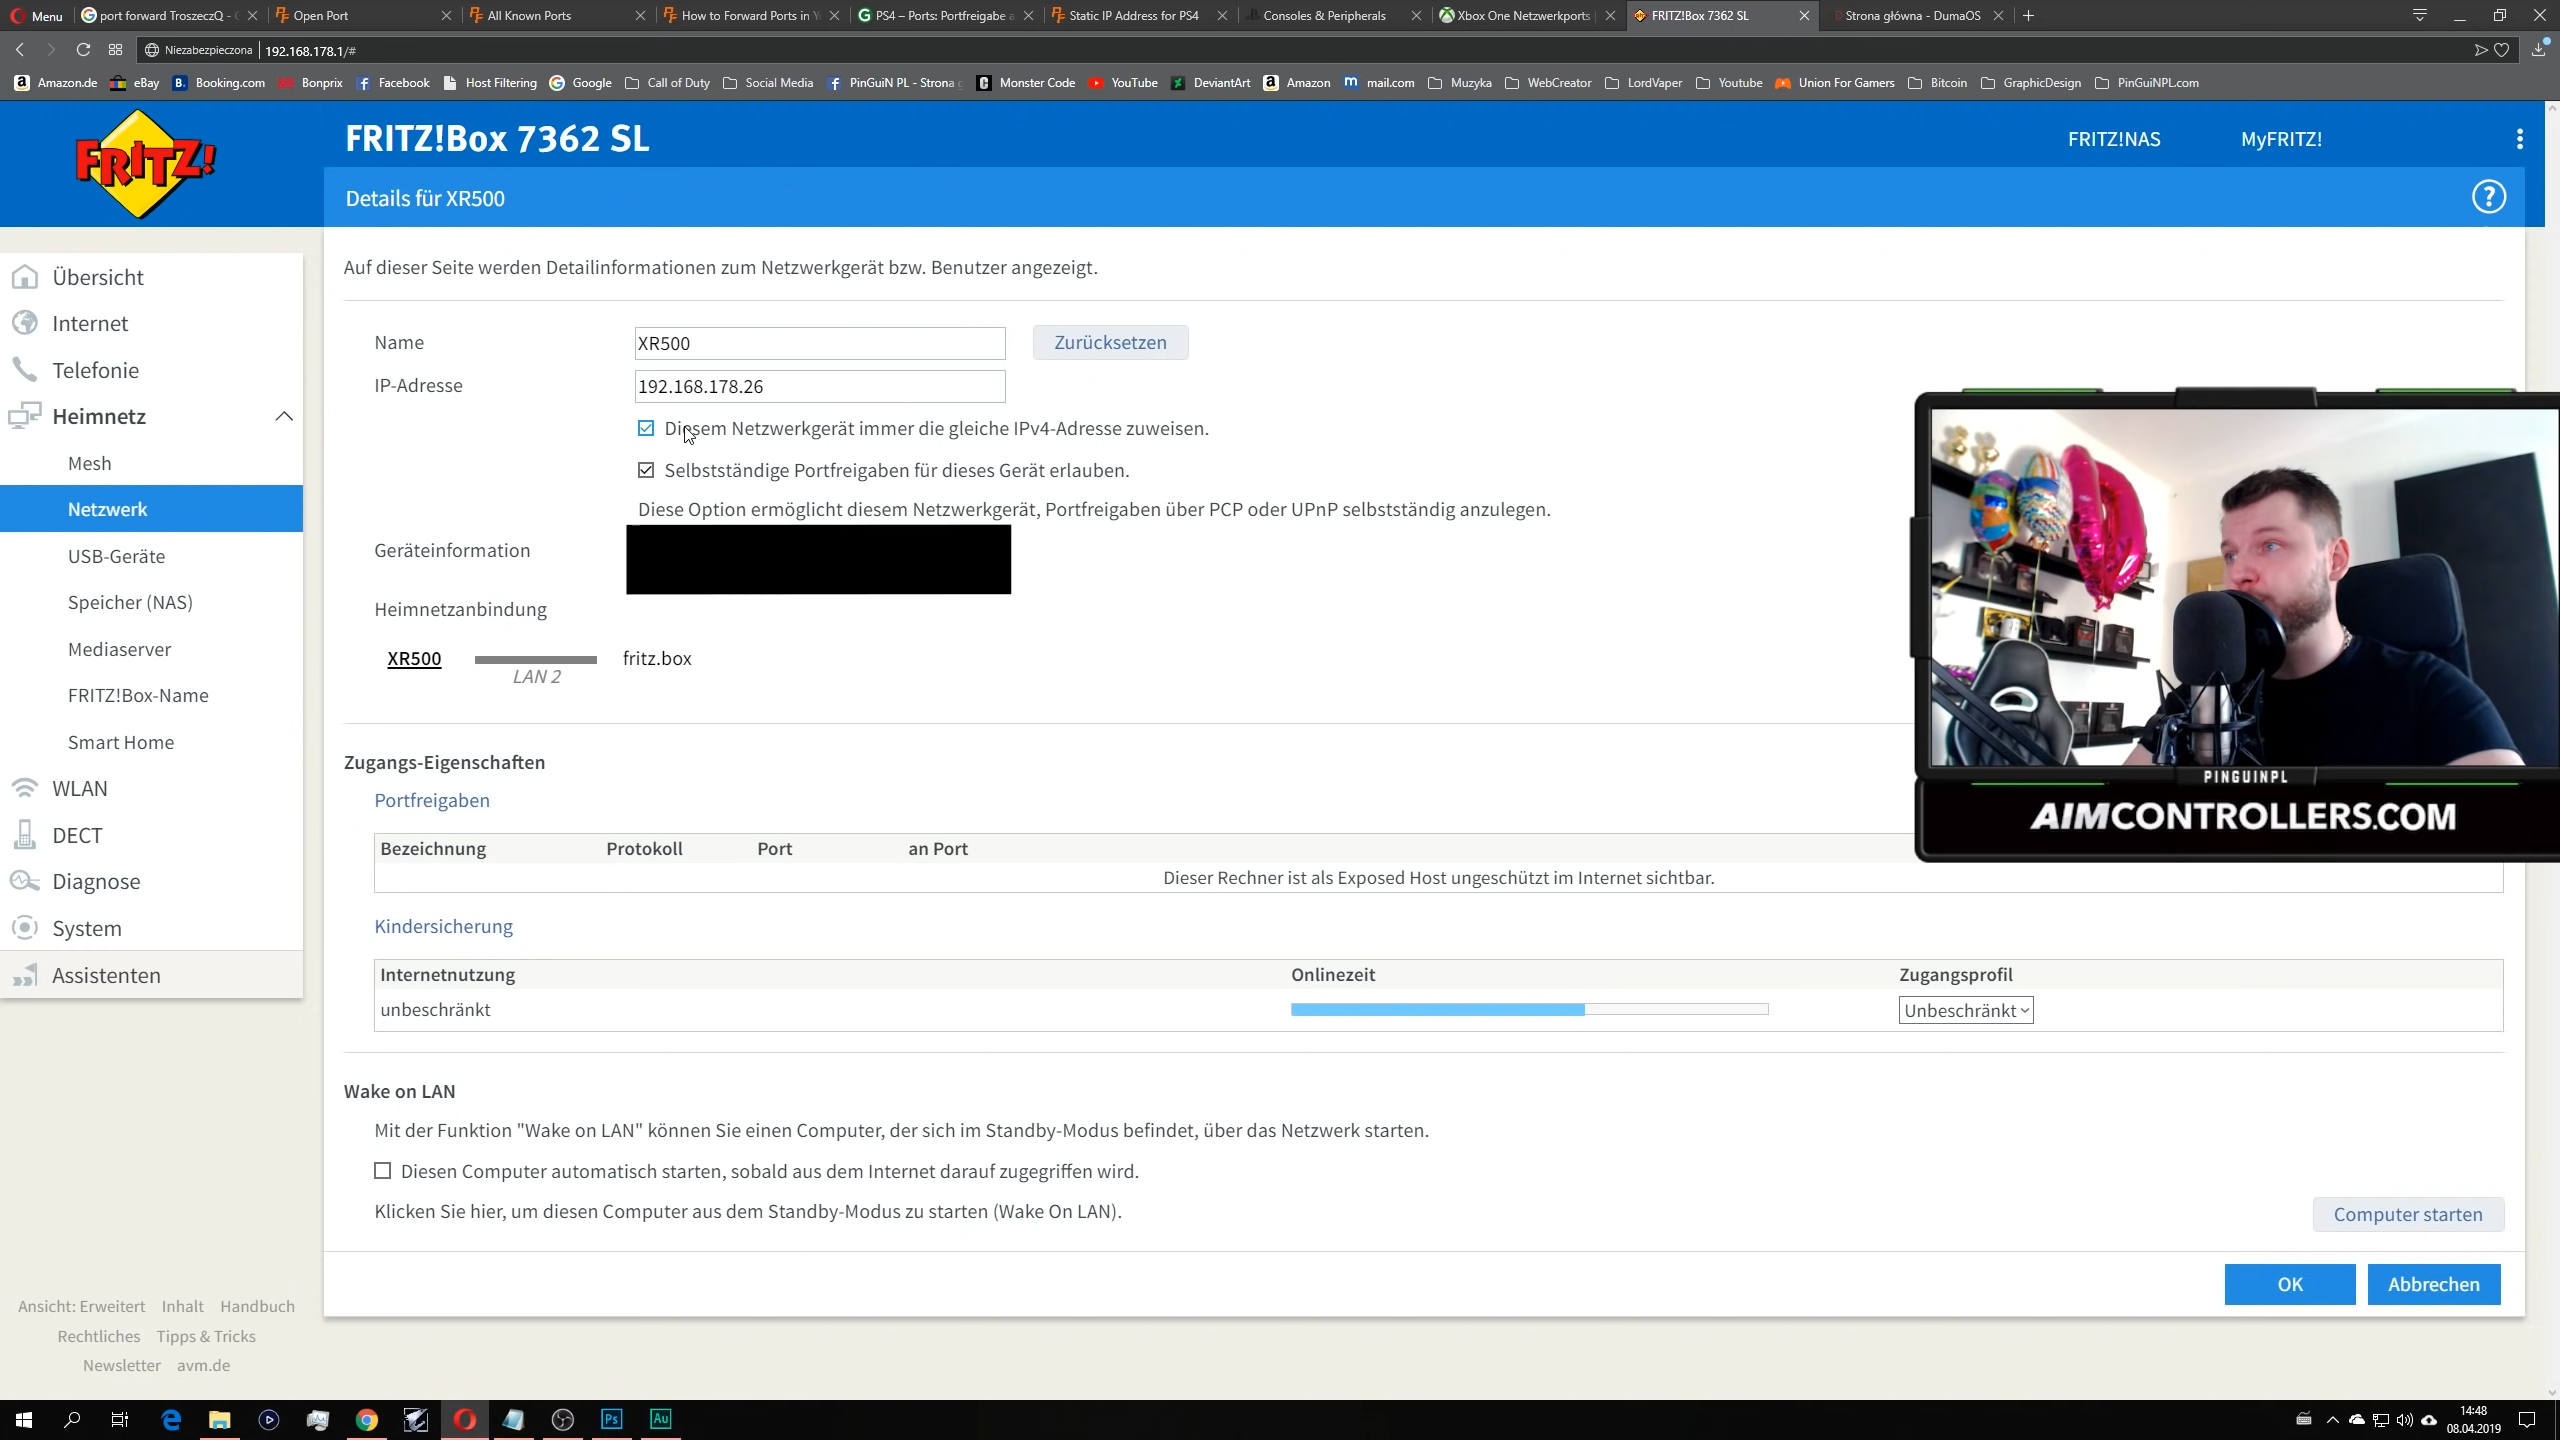 Menu
port forward TroszeczQ -
Open Port
All Known Ports
How to Forward Ports in Y
PS4 – Ports: Portfreigabe a
Static IP Address for PS4
Consoles & Peripherals
Xbox One Netzwerkports
FRITZ!Box 7362 SL
Strona główna - DumaOS
Niezabezpieczona
192.168.178.1/#
Amazon.de
eBay
Booking.com
Bonprix
Facebook
Host Filtering
Google
Call of Duty
Social Media
PinGuiN PL - Strona
Monster Code
YouTube
DeviantArt
Amazon
mail.com
Muzyka
WebCreator
LordVaper
Youtube
Union For Gamers
Bitcoin
GraphicDesign
PinGuiNPL.com
FRITZ!
FRITZ!Box 7362 SL
FRITZ!NAS
MyFRITZ!
Details für XR500
Übersicht
Internet
Telefonie
Heimnetz
Mesh
Netzwerk
USB-Geräte
Speicher (NAS)
Mediaserver
FRITZ!Box-Name
Smart Home
WLAN
DECT
Diagnose
System
Assistenten
Ansicht: Erweitert Inhalt Handbuch
Rechtliches Tipps & Tricks
Newsletter avm.de
Auf dieser Seite werden Detailinformationen zum Netzwerkgerät bzw. Benutzer angezeigt.
Name XR500 Zurücksetzen
IP-Adresse 192.168.178.26
Diesem Netzwerkgerät immer die gleiche IPv4-Adresse zuweisen.
Selbstständige Portfreigaben für dieses Gerät erlauben.
Diese Option ermöglicht diesem Netzwerkgerät, Portfreigaben über PCP oder UPnP selbstständig anzulegen.
Geräteinformation
Heimnetzanbindung
XR500 fritz.box
LAN 2
Zugangs-Eigenschaften
Portfreigaben
Bezeichnung Protokoll Port an Port
Dieser Rechner ist als Exposed Host ungeschützt im Internet sichtbar.
Kindersicherung
Internetnutzung Onlinezeit Zugangsprofil
unbeschränkt Unbeschränkt
Wake on LAN
Mit der Funktion "Wake on LAN" können Sie einen Computer, der sich im Standby-Modus befindet, über das Netzwerk starten.
Diesen Computer automatisch starten, sobald aus dem Internet darauf zugegriffen wird.
Klicken Sie hier, um diesen Computer aus dem Standby-Modus zu starten (Wake On LAN).
Computer starten
OK Abbrechen
PINGUINPL
AIMCONTROLLERS.COM
Ps
Au
14:48
08.04.2019